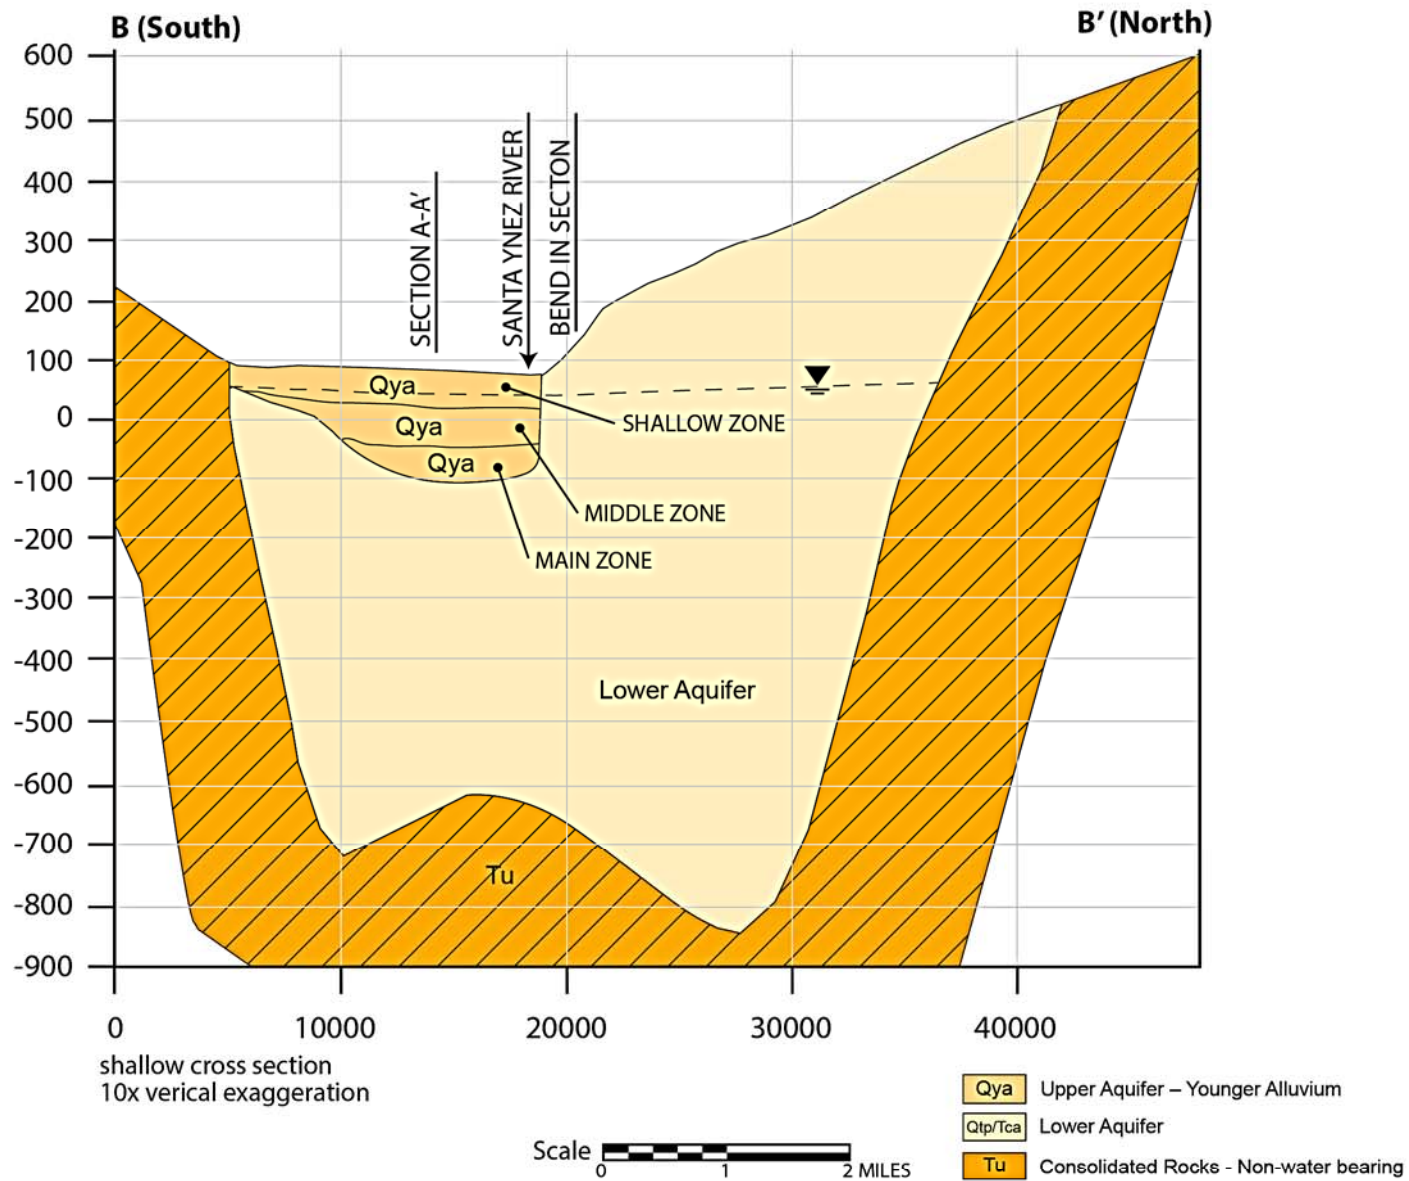 B (South)
B’ (North)
600
500
400
300
200
100
0
-100
-200
-300
-400
-500
-600
-700
-800
-900
SECTION A-A’
SANTA YNEZ RIVER
BEND IN SECTON
Qya
Qya
Qya
SHALLOW ZONE
MIDDLE ZONE
MAIN ZONE
Lower Aquifer
Tu
0
10000
20000
30000
40000
shallow cross section
10x verical exaggeration
Scale
0
1
2 MILES
Qya Upper Aquifer – Younger Alluvium
Qtp/Tca Lower Aquifer
Tu Consolidated Rocks - Non-water bearing